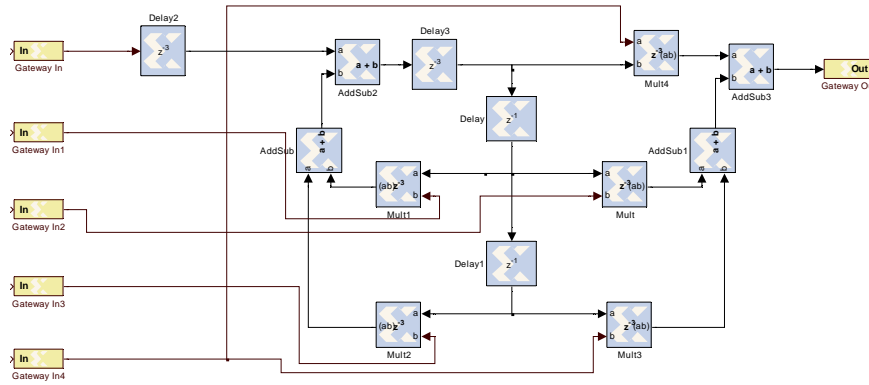 Delay2
In
z⁻³
Gateway In
a
b
a + b
AddSub2
Delay3
z⁻³
a
b
z⁻³(ab)
Mult4
a
b
a + b
AddSub3
Out
Gateway Ou
Delay
z⁻¹
In
Gateway In1
AddSub
a + b
a
b
(ab)z⁻³
a
b
Mult1
a
b
z⁻³(ab)
Mult
AddSub1
a + b
a
b
In
Gateway In2
Delay1
z⁻¹
In
Gateway In3
(ab)z⁻³
a
b
Mult2
a
b
z⁻³(ab)
Mult3
In
Gateway In4